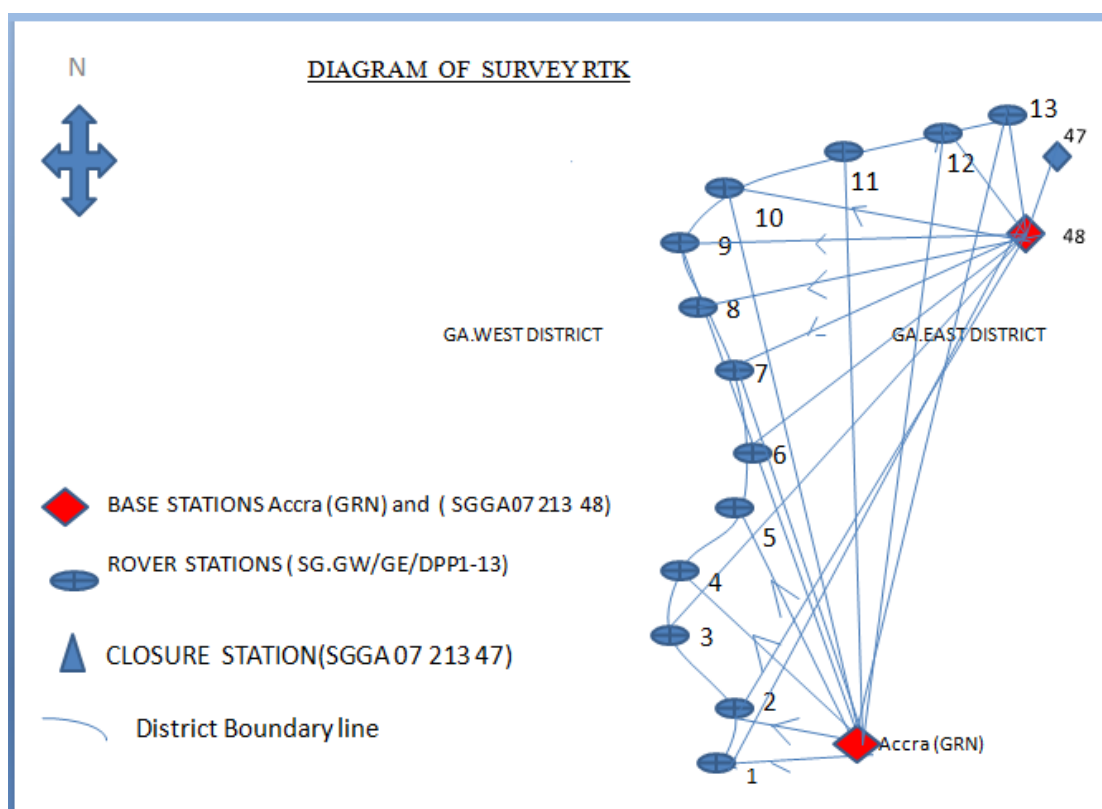 N
DIAGRAM OF SURVEY RTK
13
47
12
11
10
48
9
8
GA.WEST DISTRICT
GA.EAST DISTRICT
7
6
BASE STATIONS Accra (GRN) and ( SGGA07 213 48)
5
ROVER STATIONS ( SG.GW/GE/DPP1-13)
4
3
CLOSURE STATION(SGGA 07 213 47)
2
District Boundary line
Accra (GRN)
1